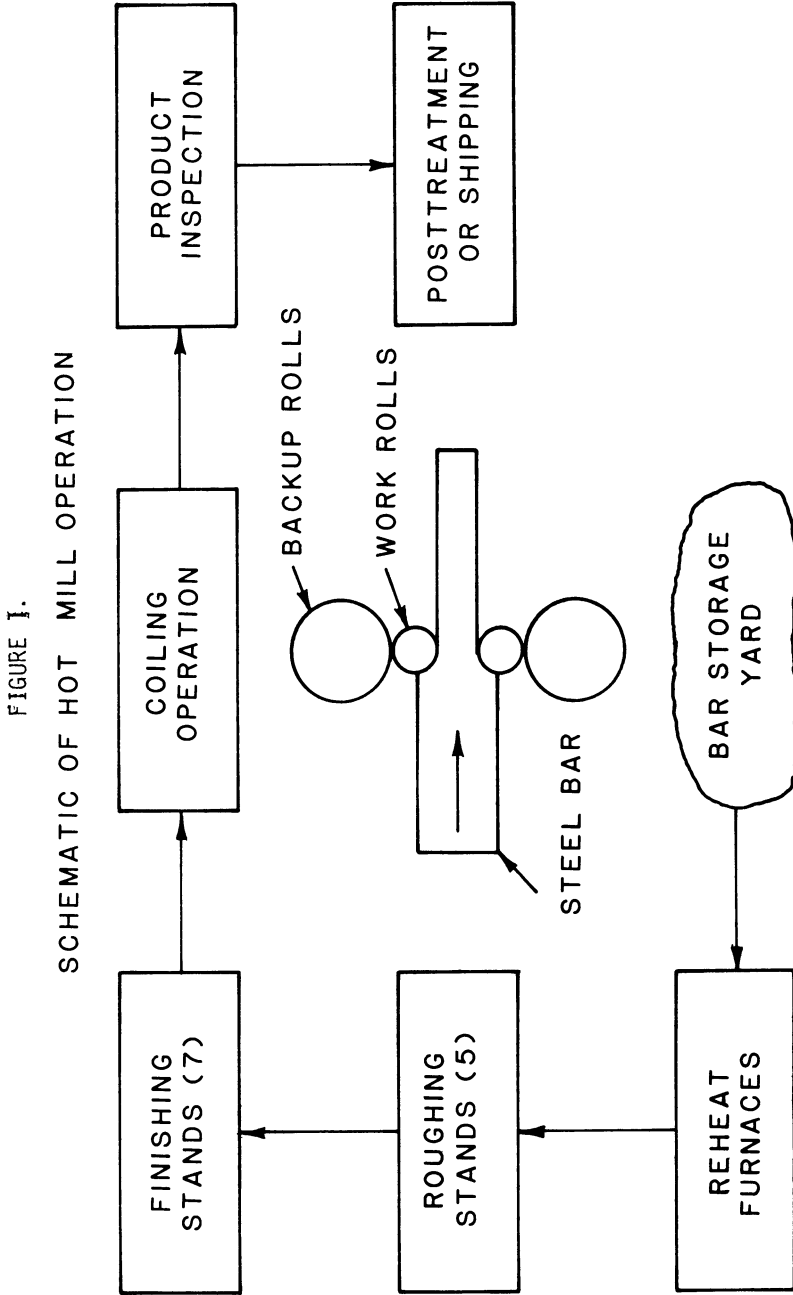 FIGURE I.
SCHEMATIC OF HOT MILL OPERATION
FINISHING
STANDS (7)
COILING
OPERATION
PRODUCT
INSPECTION
BACKUP ROLLS
WORK ROLLS
ROUGHING
STANDS (5)
POSTTREATMENT
OR SHIPPING
STEEL BAR
REHEAT
FURNACES
BAR STORAGE
YARD